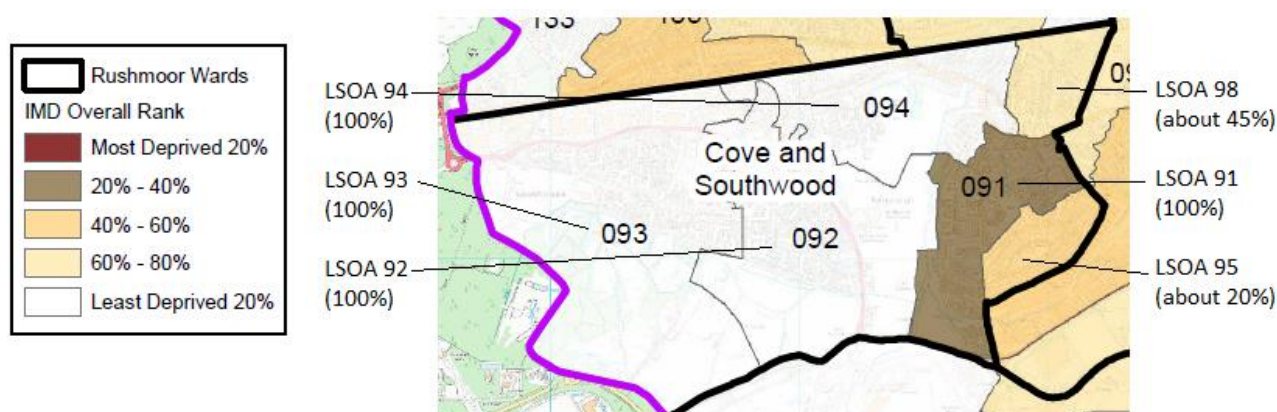 Rushmoor Wards
IMD Overall Rank
Most Deprived 20%
20% - 40%
40% - 60%
60% - 80%
Least Deprived 20%
LSOA 94
(100%)
LSOA 93
(100%)
LSOA 92
(100%)
133
094
Cove and
Southwood
091
093
092
LSOA 98
(about 45%)
LSOA 91
(100%)
LSOA 95
(about 20%)